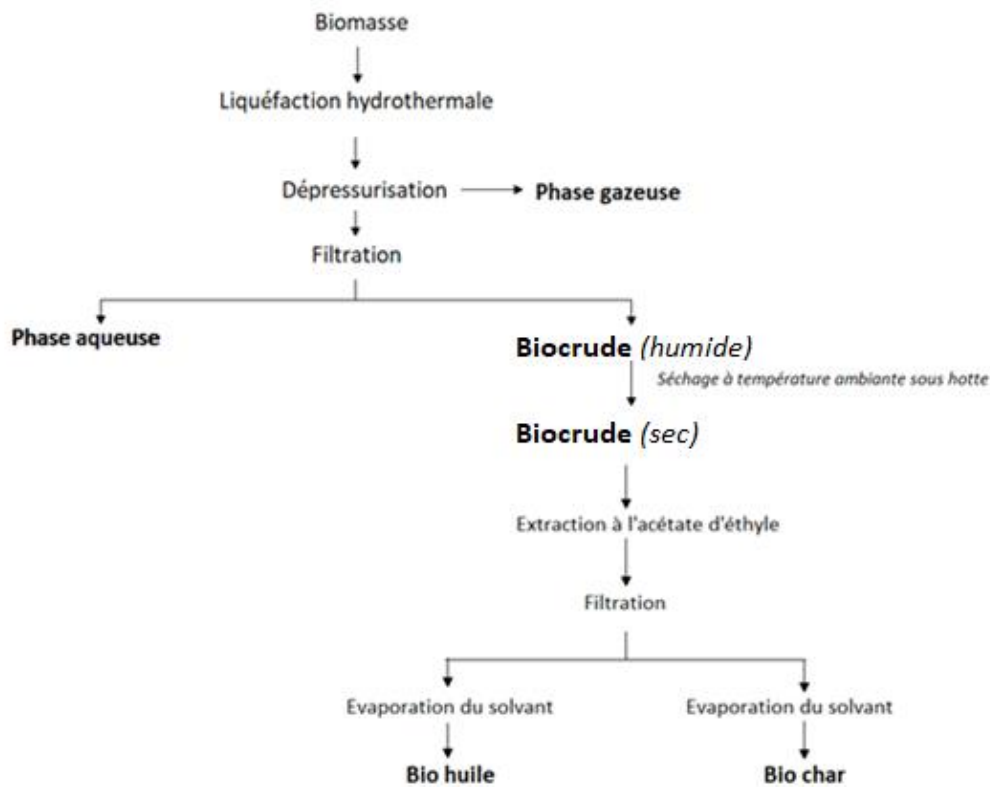 Biomasse
Liquéfaction hydrothermale
Dépressurisation
Phase gazeuse
Filtration
Phase aqueuse
Biocrude (humide)
Séchage à température ambiante sous hotte
Biocrude (sec)
Extraction à l'acétate d'éthyle
Filtration
Evaporation du solvant
Evaporation du solvant
Bio huile
Bio char